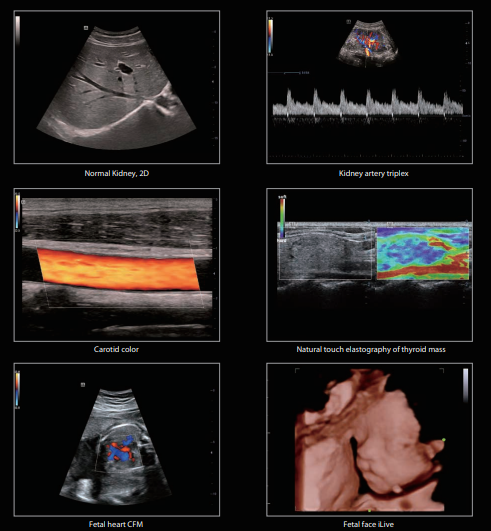 Normal Kidney, 2D
Kidney artery triplex
Carotid color
Natural touch elastography of thyroid mass
Fetal heart CFM
Fetal face iLive